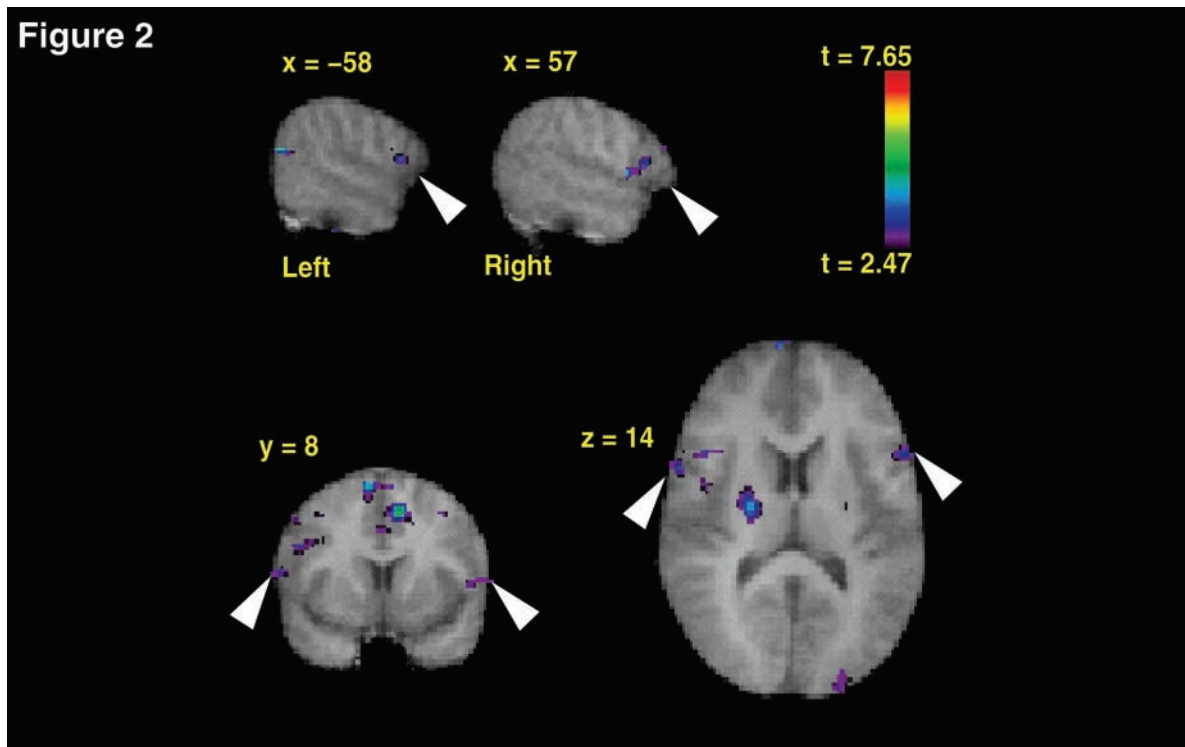 Figure 2
x = −58
x = 57
t = 7.65
t = 2.47
Left
Right
y = 8
z = 14